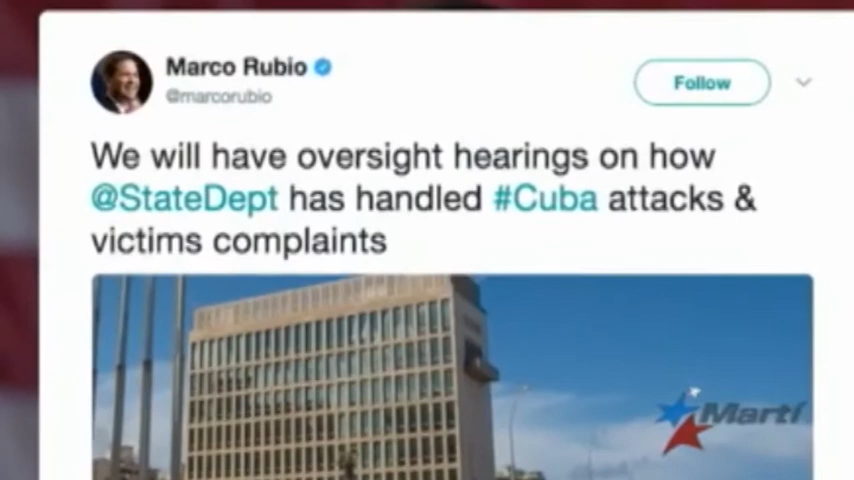 Marco Rubio
@marcorubio
Follow
We will have oversight hearings on how
@StateDept has handled #Cuba attacks &
victims complaints
Martí